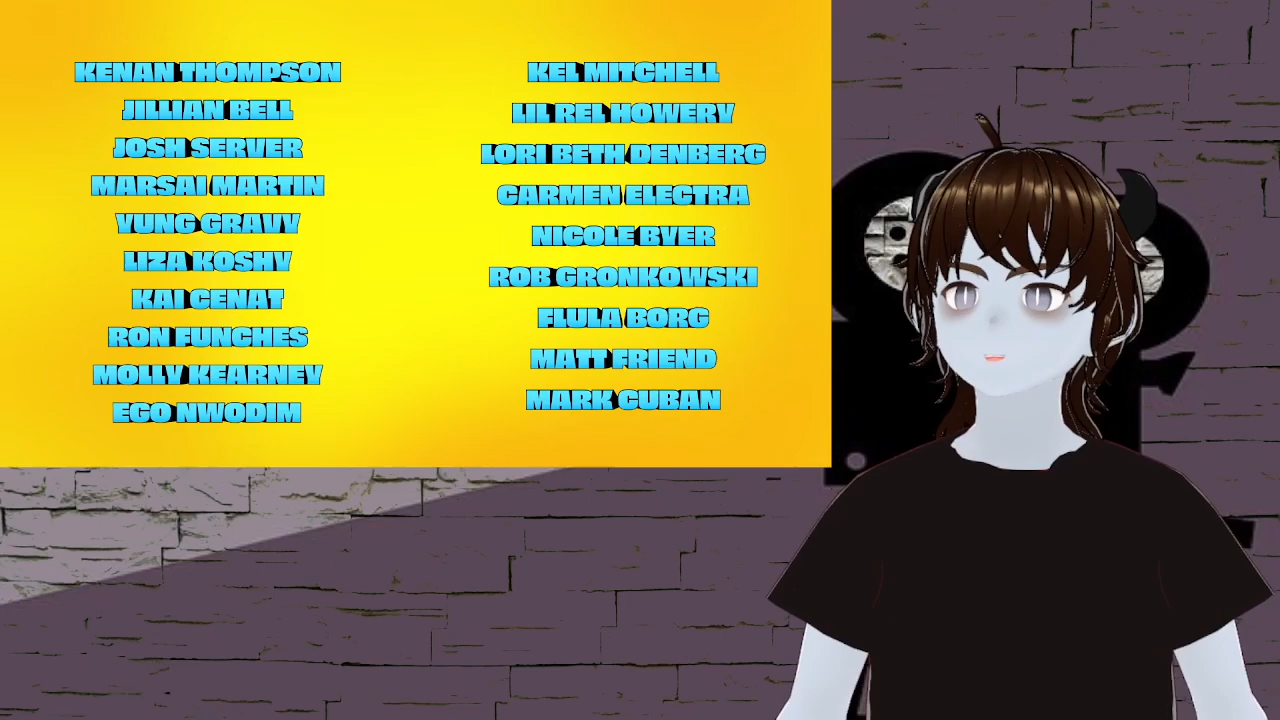 KENAN THOMPSON
JILLIAN BELL
JOSH SERVER
MARSAI MARTIN
YUNG GRAVY
LIZA KOSHY
KAI CENAT
RON FUNCHES
MOLLY KEARNEY
EGO NWODIM
KEL MITCHELL
LIL REL HOWERY
LORI BETH DENBERG
CARMEN ELECTRA
NICOLE BYER
ROB GRONKOWSKI
FLULA BORG
MATT FRIEND
MARK CUBAN